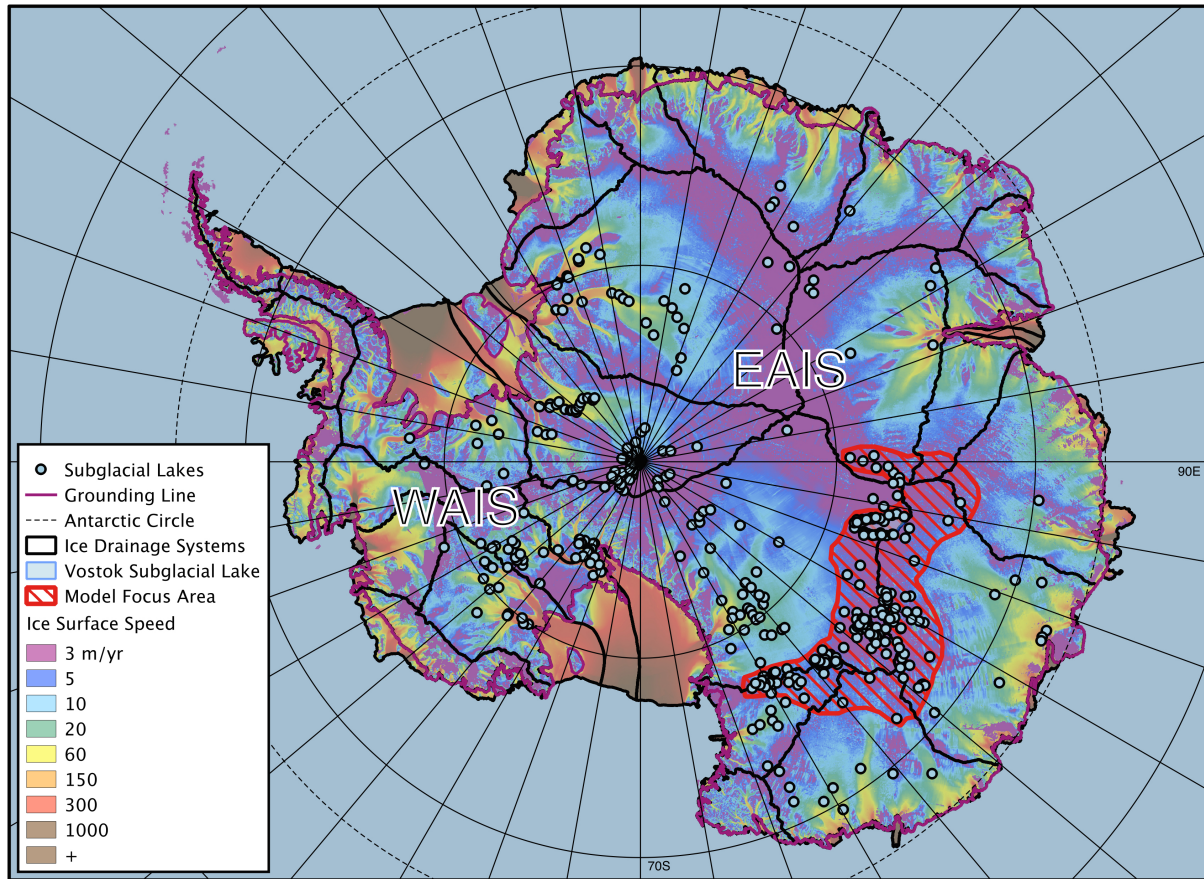 EAIS
WAIS
90E
70S
Subglacial Lakes
Grounding Line
Antarctic Circle
Ice Drainage Systems
Vostok Subglacial Lake
Model Focus Area
Ice Surface Speed
3 m/yr
5
10
20
60
150
300
1000
+